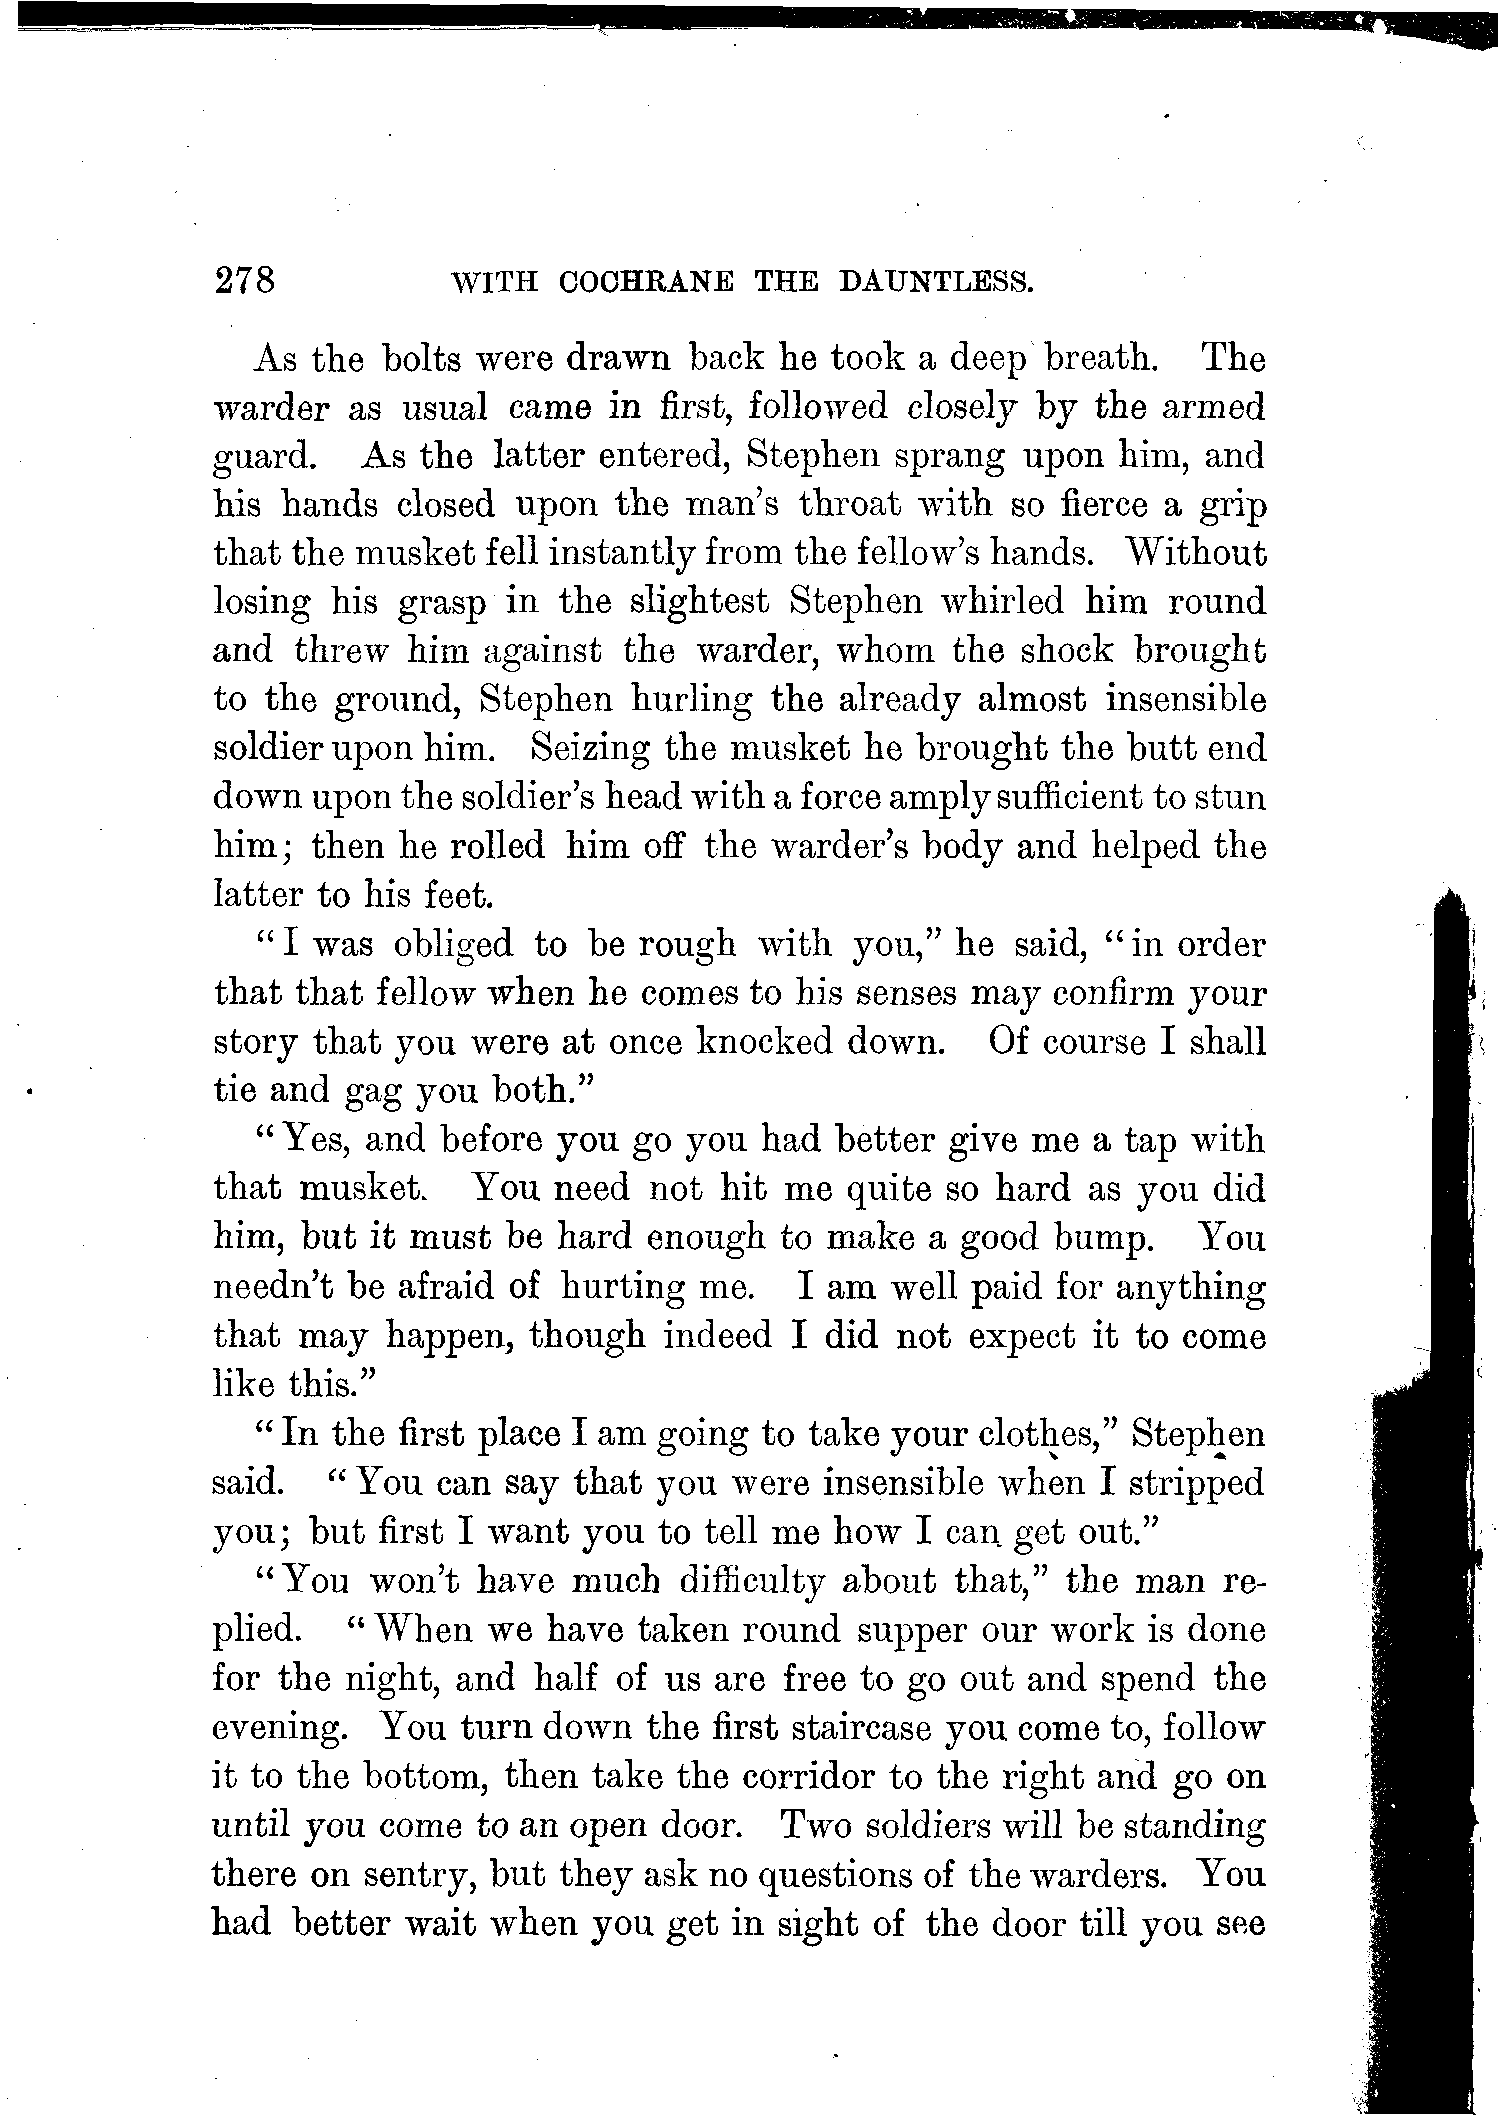 278 WITH COCHRANE THE DAUNTLESS.
As the bolts were drawn back he took a deep breath. The
warder as usual came in first, followed closely by the armed
guard. As the latter entered, Stephen sprang upon him, and
his hands closed upon the man's throat with so fierce a grip
that the musket fell instantly from the fellow's hands. Without
losing his grasp in the slightest Stephen whirled him round
and threw him against the warder, whom the shock brought
to the ground, Stephen hurling the already almost insensible
soldier upon him. Seizing the musket he brought the butt end
down upon the soldier's head with a force amply sufficient to stun
him; then he rolled him off the warder's body and helped the
latter to his feet.
"I was obliged to be rough with you," he said, "in order
that that fellow when he comes to his senses may confirm your
story that you were at once knocked down. Of course I shall
tie and gag you both."
"Yes, and before you go you had better give me a tap with
that musket. You need not hit me quite so hard as you did
him, but it must be hard enough to make a good bump. You
needn't be afraid of hurting me. I am well paid for anything
that may happen, though indeed I did not expect it to come
like this."
"In the first place I am going to take your clothes," Stephen
said. "You can say that you were insensible when I stripped
you; but first I want you to tell me how I can get out."
"You won't have much difficulty about that," the man re-
plied. "When we have taken round supper our work is done
for the night, and half of us are free to go out and spend the
evening. You turn down the first staircase you come to, follow
it to the bottom, then take the corridor to the right and go on
until you come to an open door. Two soldiers will be standing
there on sentry, but they ask no questions of the warders. You
had better wait when you get in sight of the door till you see